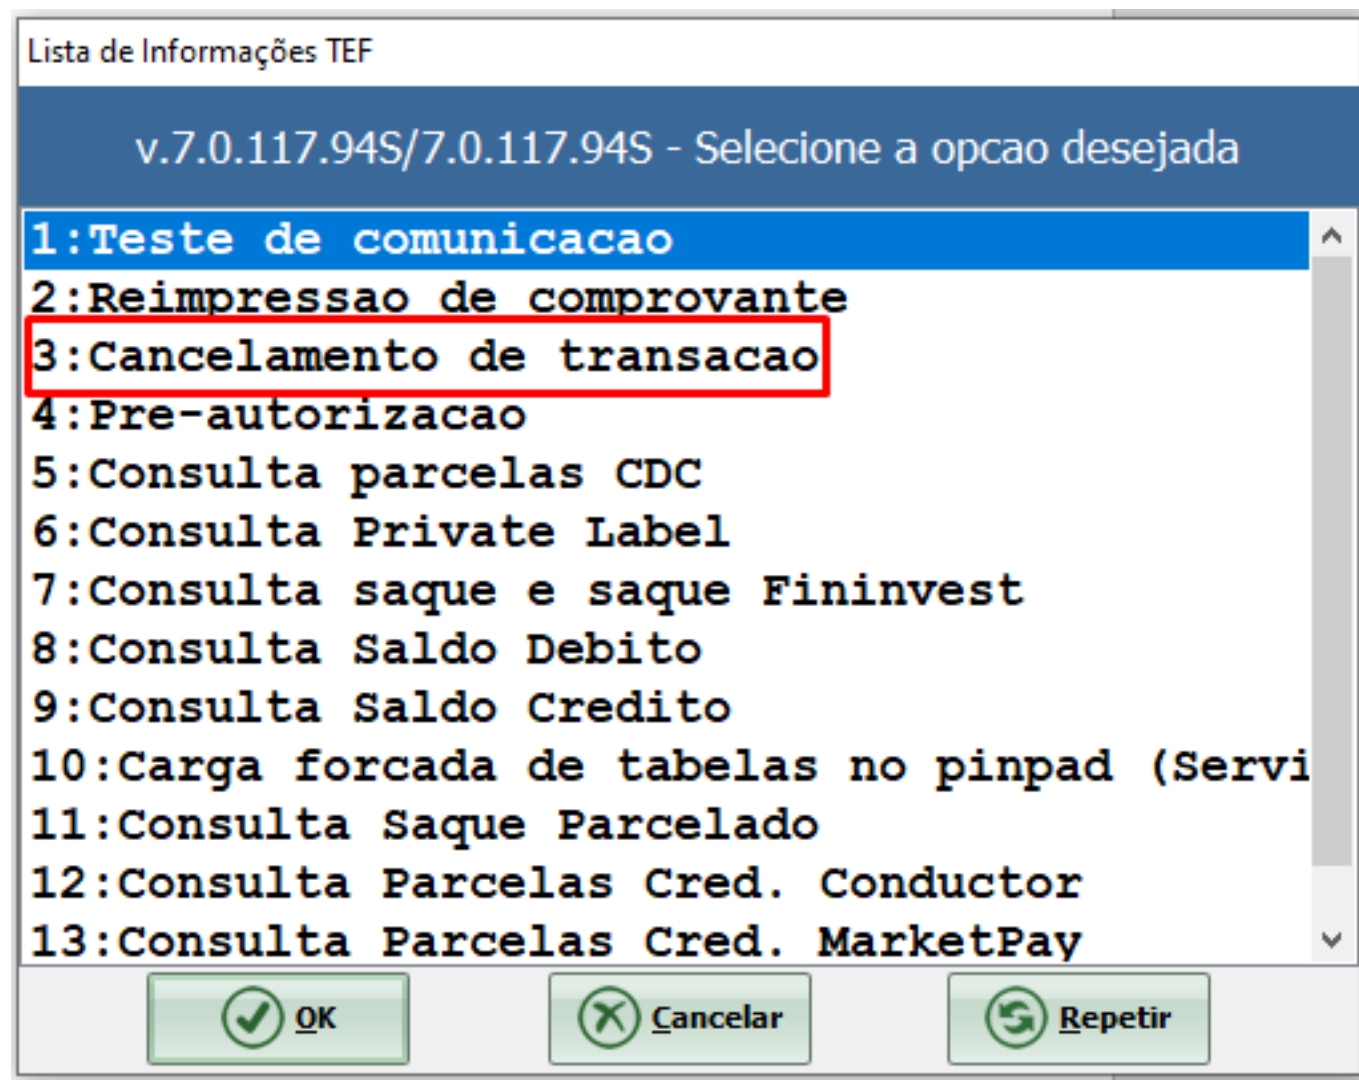 Lista de Informações TEF
v.7.0.117.94S/7.0.117.94S - Selecione a opcao desejada
1:Teste de comunicacao
2:Reimpressao de comprovante
3:Cancelamento de transacao
4:Pre-autorizacao
5:Consulta parcelas CDC
6:Consulta Private Label
7:Consulta saque e saque Fininvest
8:Consulta Saldo Debito
9:Consulta Saldo Credito
10:Carga forcada de tabelas no pinpad (Servi
11:Consulta Saque Parcelado
12:Consulta Parcelas Cred. Conductor
13:Consulta Parcelas Cred. MarketPay
OK Cancelar Repetir